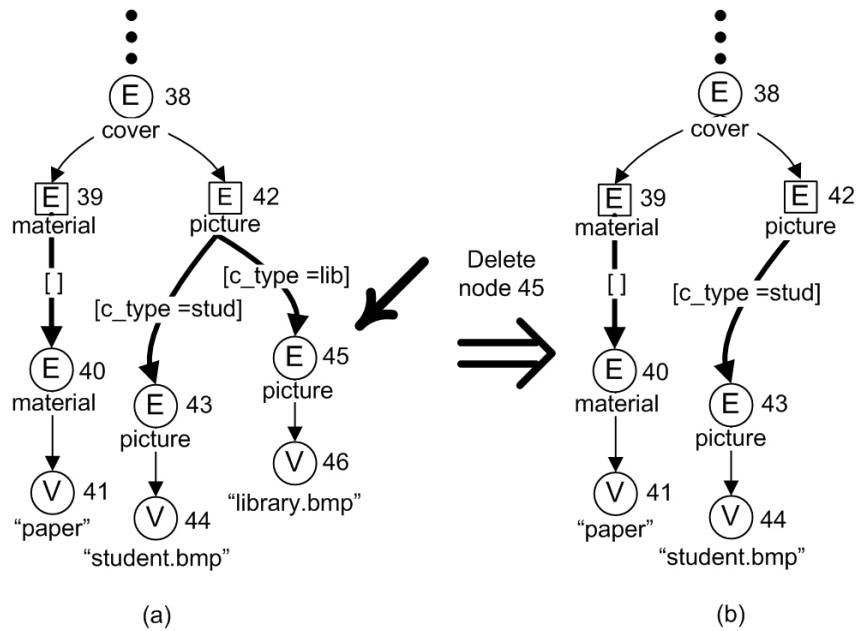 E 38
cover
E 39
material
E 42
picture
[ ]
[c_type =stud]
[c_type =lib]
E 40
material
E 43
picture
E 45
picture
V 41
"paper"
V 44
"student.bmp"
V 46
"library.bmp"
(a)
Delete
node 45
E 38
cover
E 39
material
E 42
picture
[ ]
[c_type =stud]
E 40
material
E 43
picture
V 41
"paper"
V 44
"student.bmp"
(b)